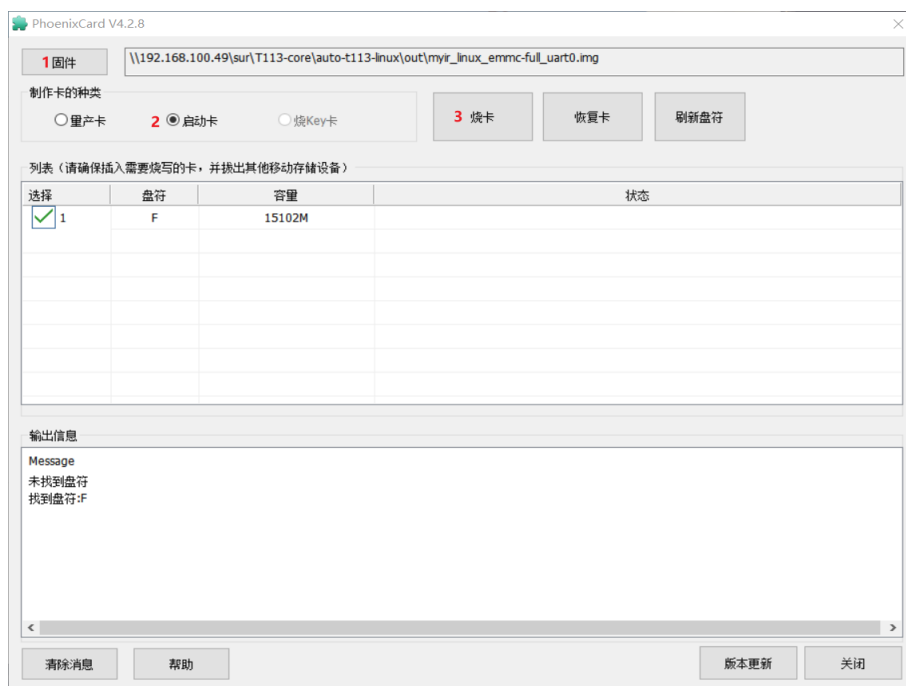 PhoenixCard V4.2.8
1 固件
\\192.168.100.49\sur\T113-core\auto-t113-linux\out\myir_linux_emmc-full_uart0.img
制作卡的种类
量产卡 2 启动卡 烧Key卡
3 烧卡 恢复卡 刷新盘符
列表（请确保插入需要烧写的卡，并拔出其他移动存储设备）
选择 盘符 容量 状态
1 F 15102M
输出信息
Message
未找到盘符
找到盘符:F
清除消息 帮助 版本更新 关闭